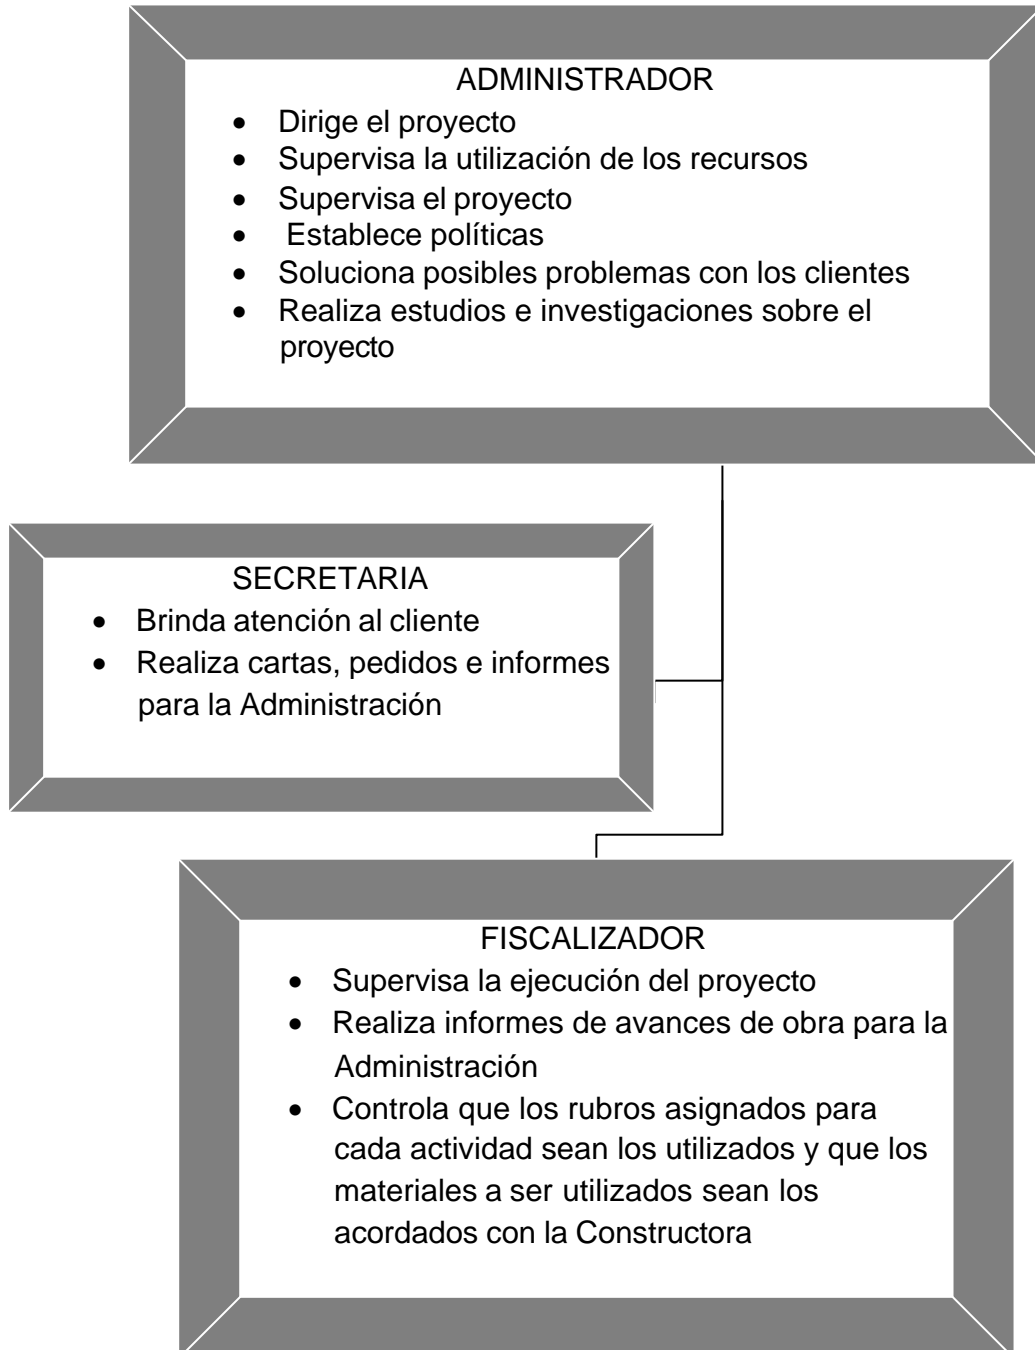 ADMINISTRADOR
• Dirige el proyecto
• Supervisa la utilización de los recursos
• Supervisa el proyecto
• Establece políticas
• Soluciona posibles problemas con los clientes
• Realiza estudios e investigaciones sobre el
proyecto
SECRETARIA
• Brinda atención al cliente
• Realiza cartas, pedidos e informes
para la Administración
FISCALIZADOR
• Supervisa la ejecución del proyecto
• Realiza informes de avances de obra para la
Administración
• Controla que los rubros asignados para
cada actividad sean los utilizados y que los
materiales a ser utilizados sean los
acordados con la Constructora